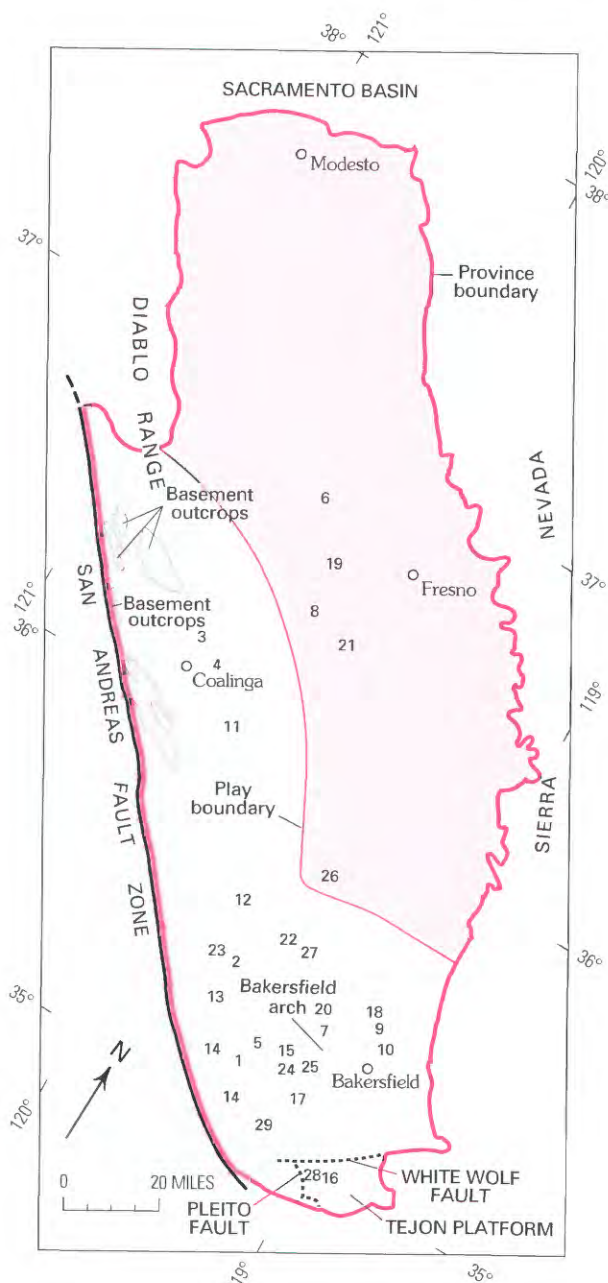 38° 121°
SACRAMENTO BASIN
Modesto
120°
38°
37°
Province
boundary
DIABLO RANGE
Basement
outcrops
6
NEVADA
19
37°
Fresno
121°
36°
SAN ANDREAS FAULT ZONE
Basement
outcrops
8
3
21
4
Coalinga
119°
11
Play
boundary
SIERRA
26
12
22
23
27
2
36°
Bakersfield
arch
13
35°
20
18
7
9
5
14
15
10
1
24
25
Bakersfield
N
120°
14
17
29
0 20 MILES
28
16
WHITE WOLF
FAULT
PLEITO
FAULT
TEJON PLATFORM
19°
35°